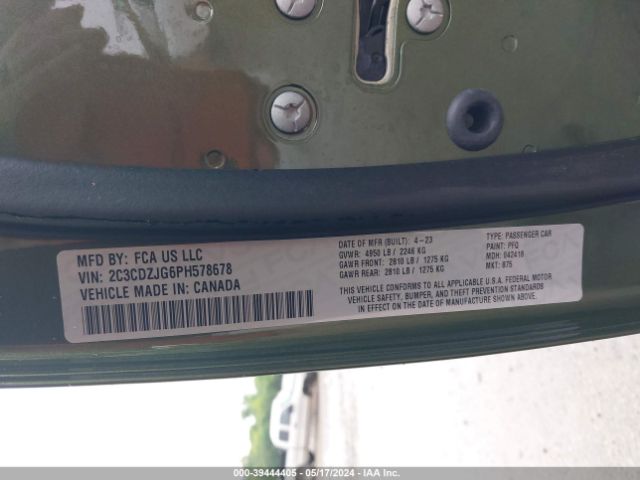 MFD BY: FCA US LLC
VIN: 2C3CDZJG6PH578678
VEHICLE MADE IN: CANADA
DATE OF MFR (BUILT): 4-23
GVWR: 4950 LB / 2246 KG
GAWR FRONT: 2810 LB / 1275 KG
GAWR REAR: 2810 LB / 1275 KG
TYPE: PASSENGER CAR
PAINT: PFQ
MDH: 042418
MKT: 875
THIS VEHICLE CONFORMS TO ALL APPLICABLE U.S.A. FEDERAL MOTOR
VEHICLE SAFETY, BUMPER, AND THEFT PREVENTION STANDARDS
IN EFFECT ON THE DATE OF MANUFACTURE SHOWN ABOVE.
000-39444405 - 05/17/2024 - IAA Inc.